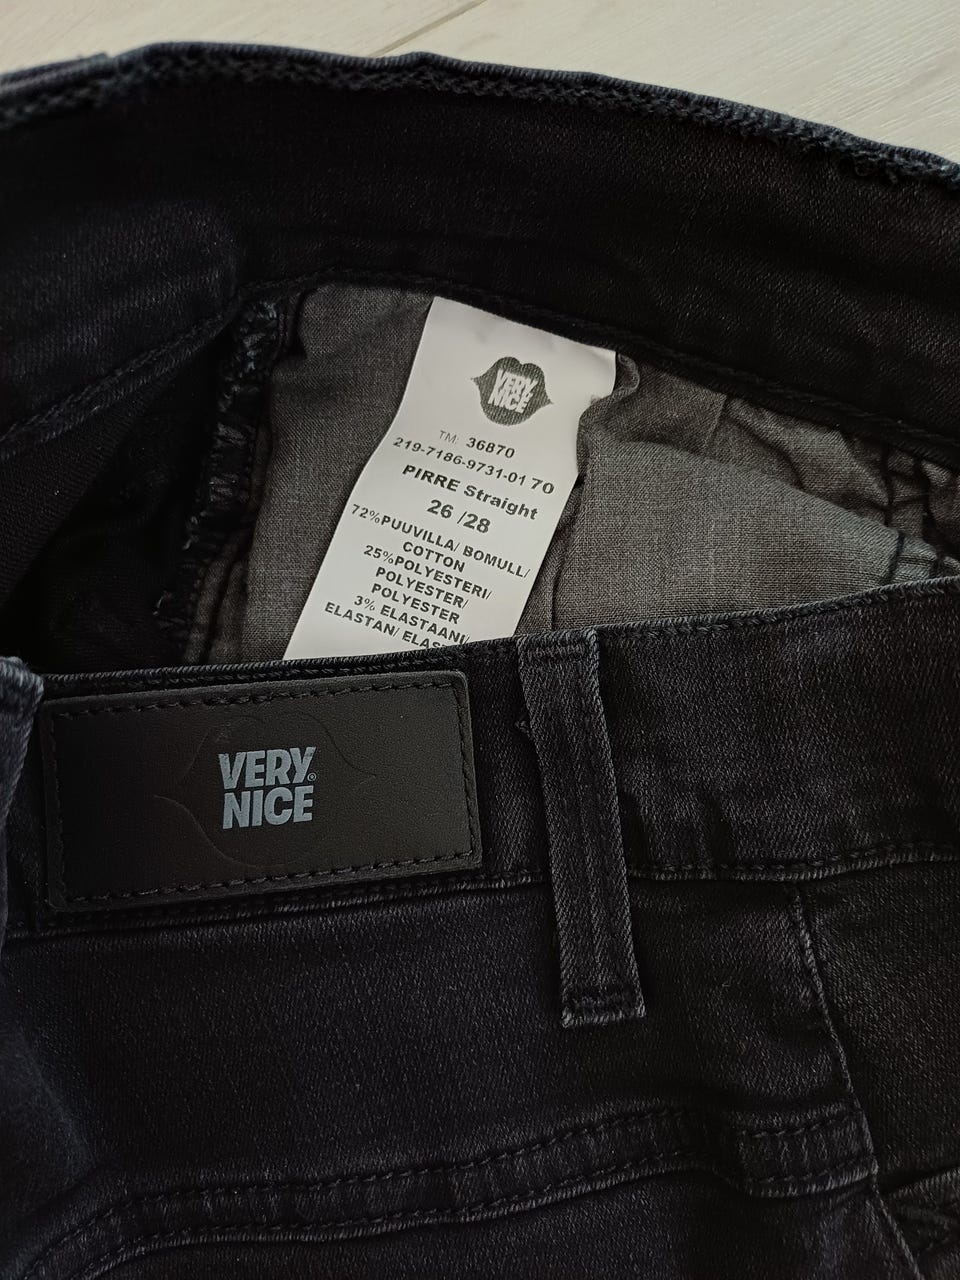 VERY
NICE
TM: 36870
219-7186-9731-01 70
PIRRE Straight
26 /28
72%PUUVILLA/ BOMULL/
COTTON
25%POLYESTERI/
POLYESTER/
POLYESTER
3% ELASTAANI/
ELASTAN/
VERY
NICE®